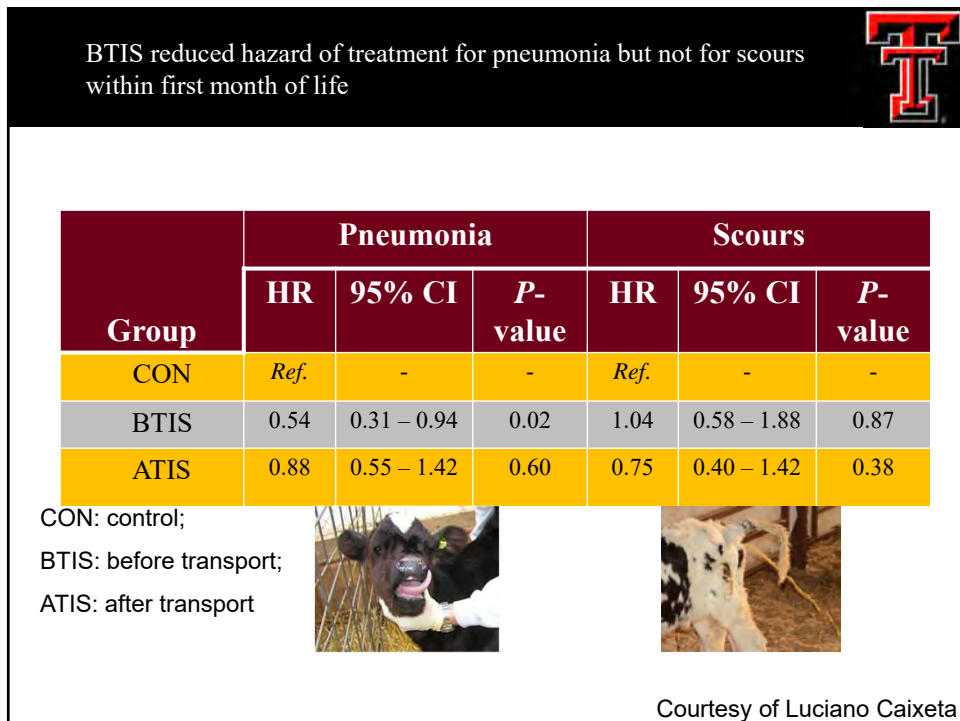 BTIS reduced hazard of treatment for pneumonia but not for scours
within first month of life
Group Pneumonia Scours
HR 95% CI P-value HR 95% CI P-value
CON Ref. - - Ref. - -
BTIS 0.54 0.31 – 0.94 0.02 1.04 0.58 – 1.88 0.87
ATIS 0.88 0.55 – 1.42 0.60 0.75 0.40 – 1.42 0.38
CON: control;
BTIS: before transport;
ATIS: after transport
Courtesy of Luciano Caixeta